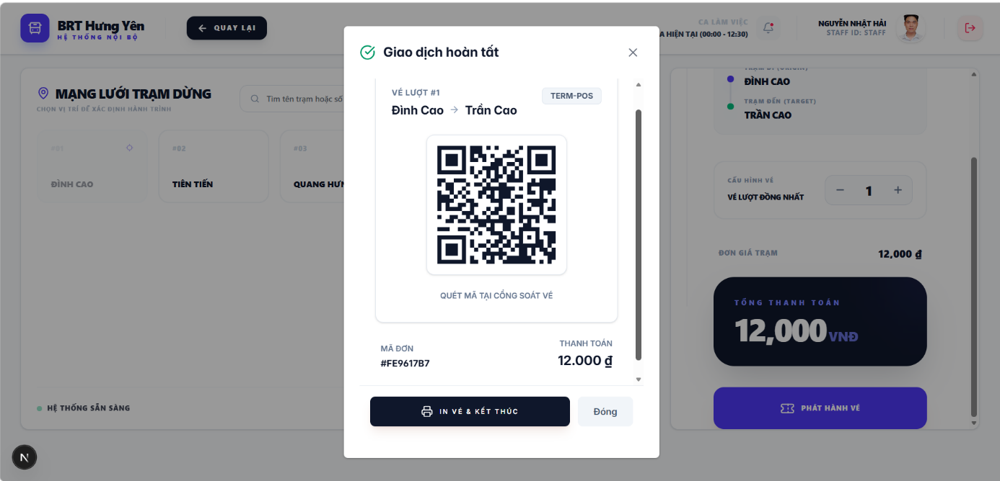 BRT Hưng Yên
HỆ THỐNG NỘI BỘ
QUAY LẠI
CA LÀM VIỆC
A HIỆN TẠI (00:00 - 12:30)
NGUYỄN NHẬT HẢI
STAFF ID: STAFF
MẠNG LƯỚI TRẠM DỪNG
CHỌN VỊ TRÍ ĐỂ XÁC ĐỊNH HÀNH TRÌNH
Tìm tên trạm hoặc số
#01
ĐÌNH CAO
#02
TIÊN TIẾN
#03
QUANG HƯN
HỆ THỐNG SẴN SÀNG
N
Giao dịch hoàn tất
VÉ LƯỢT #1
TERM-POS
Đình Cao → Trần Cao
QUÉT MÃ TẠI CỔNG SOÁT VÉ
MÃ ĐƠN
#FE9617B7
THANH TOÁN
12.000 ₫
IN VÉ & KẾT THÚC
Đóng
TRẠM ĐI (ORIGIN)
ĐÌNH CAO
TRẠM ĐẾN (TARGET)
TRẦN CAO
CẤU HÌNH VÉ
VÉ LƯỢT ĐỒNG NHẤT
− 1 +
ĐƠN GIÁ TRẠM
12,000 ₫
TỔNG THANH TOÁN
12,000 VNĐ
PHÁT HÀNH VÉ